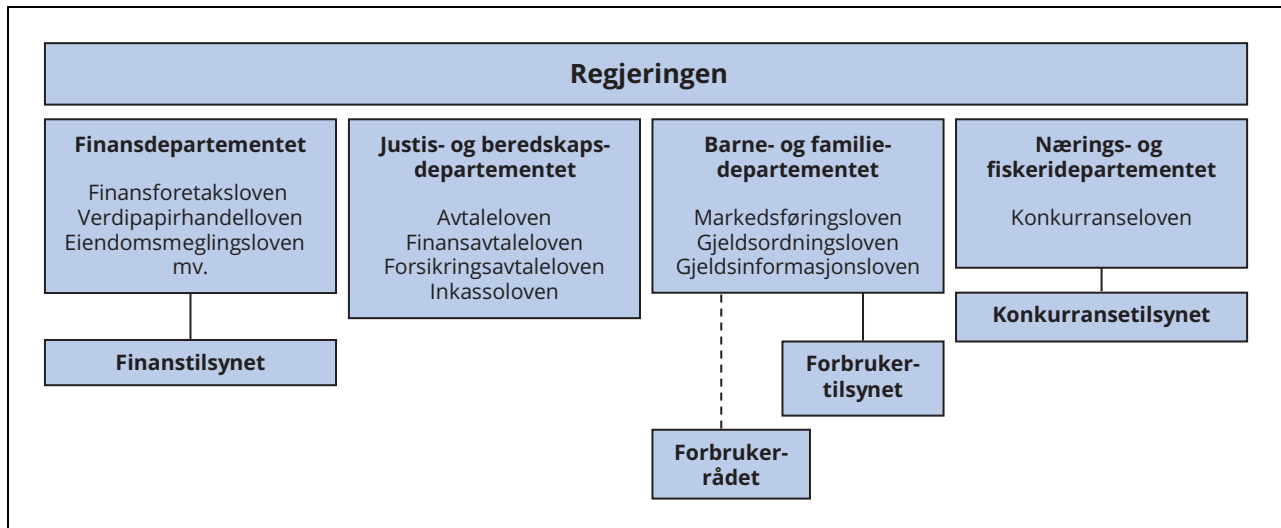 Regjeringen
Finansdepartementet
Finansforetaksloven
Verdipapirhandelloven
Eiendomsmeglingsloven
mv.
Finanstilsynet
Justis- og beredskaps-
departementet
Avtaleloven
Finansavtaleloven
Forsikringsavtaleloven
Inkassoloven
Barne- og familie-
departementet
Markedsføringsloven
Gjeldsordningsloven
Gjeldsinformasjonsloven
Forbruker-
tilsynet
Forbruker-
rådet
Nærings- og
fiskeridepartementet
Konkurranseloven
Konkurransetilsynet